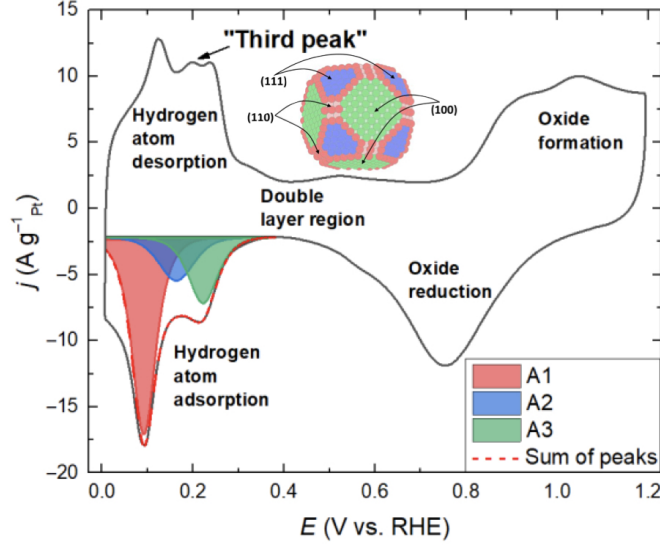 15
10
5
0
−5
−10
−15
−20
j (A g⁻¹Pt)
"Third peak"
Hydrogen
atom
desorption
(111)
(110)
(100)
Oxide
formation
Double
layer region
Oxide
reduction
Hydrogen
atom
adsorption
A1
A2
A3
Sum of peaks
0.0 0.2 0.4 0.6 0.8 1.0 1.2
E (V vs. RHE)